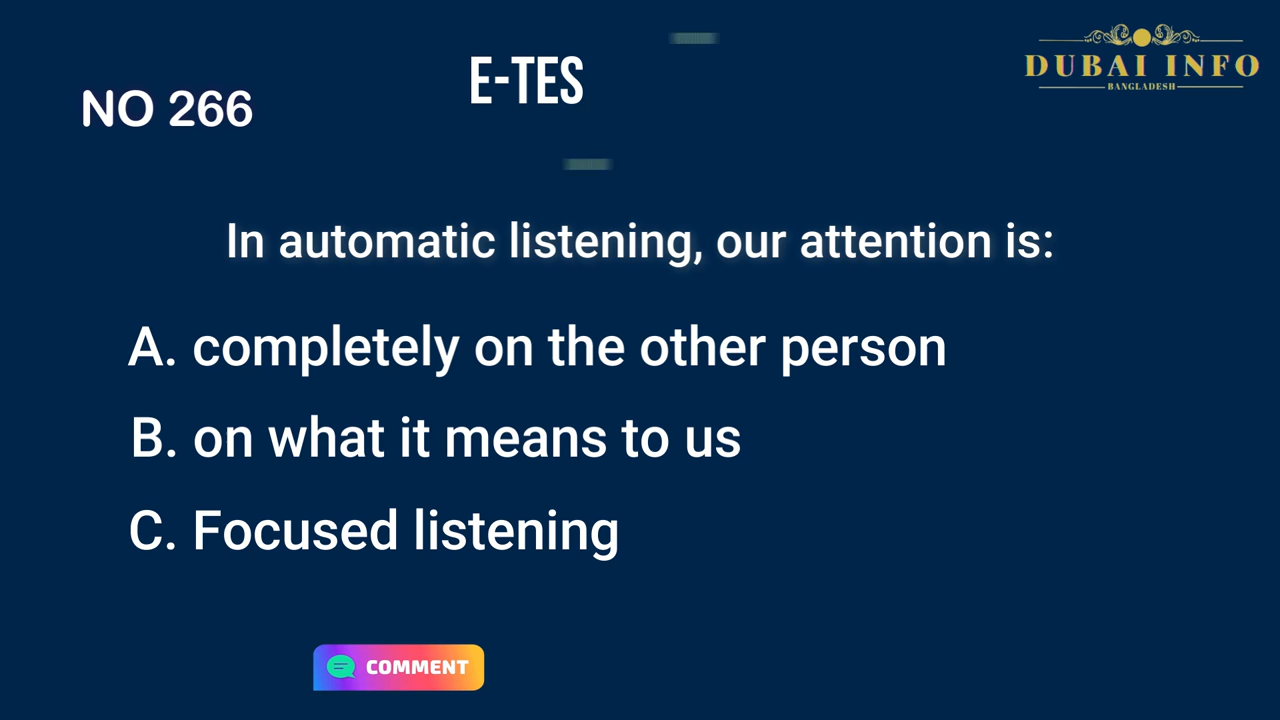 E-TES
DUBAI INFO
BANGLADESH
NO 266
In automatic listening, our attention is:
A. completely on the other person
B. on what it means to us
C. Focused listening
COMMENT